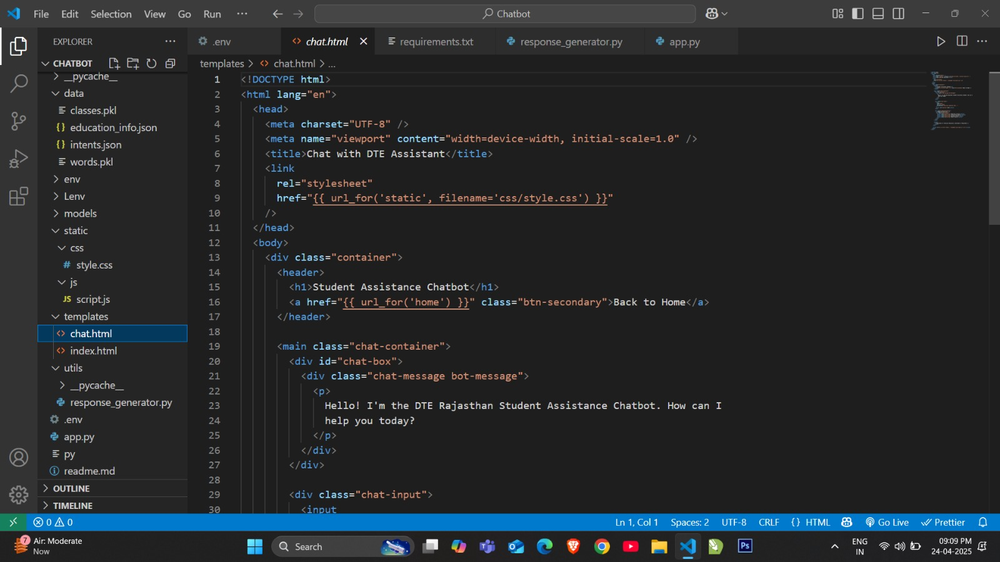 File Edit Selection View Go Run ··· Chatbot
EXPLORER ···
CHATBOT
__pycache__
data
classes.pkl
{} education_info.json
{} intents.json
words.pkl
env
Lenv
models
static
css
# style.css
js
JS script.js
templates
<> chat.html
<> index.html
utils
__pycache__
response_generator.py
.env
app.py
py
readme.md
OUTLINE
TIMELINE
.env <> chat.html requirements.txt response_generator.py app.py ···
templates > <> chat.html > ...
1 <!DOCTYPE html>
2 <html lang="en">
3 <head>
4 <meta charset="UTF-8" />
5 <meta name="viewport" content="width=device-width, initial-scale=1.0" />
6 <title>Chat with DTE Assistant</title>
7 <link
8 rel="stylesheet"
9 href="{{ url_for('static', filename='css/style.css') }}"
10 />
11 </head>
12 <body>
13 <div class="container">
14 <header>
15 <h1>Student Assistance Chatbot</h1>
16 <a href="{{ url_for('home') }}" class="btn-secondary">Back to Home</a>
17 </header>
18
19 <main class="chat-container">
20 <div id="chat-box">
21 <div class="chat-message bot-message">
22 <p>
23 Hello! I'm the DTE Rajasthan Student Assistance Chatbot. How can I
24 help you today?
25 </p>
26 </div>
27 </div>
28
29 <div class="chat-input">
30 <input
0 0 Ln 1, Col 1 Spaces: 2 UTF-8 CRLF {} HTML Go Live Prettier
7 Air: Moderate
Now
Search
Ps
ENG
IN
09:09 PM
24-04-2025